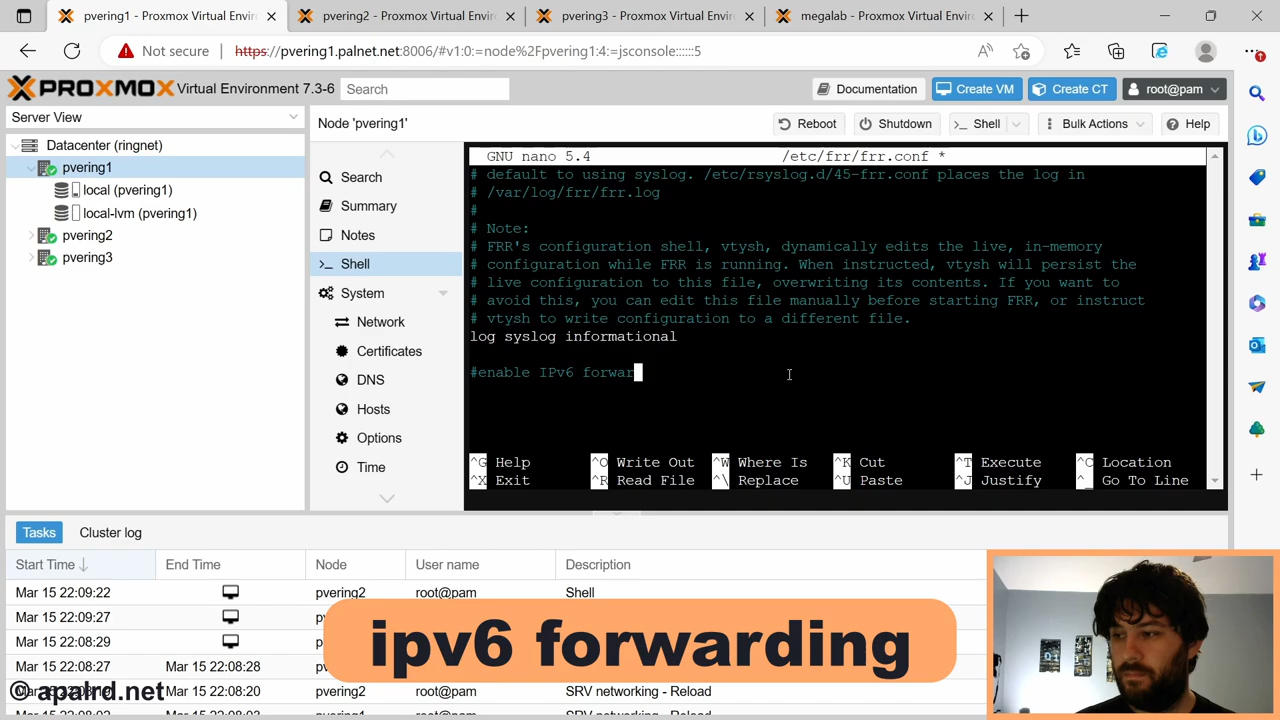 pvering1 - Proxmox Virtual Envir
pvering2 - Proxmox Virtual Envir
pvering3 - Proxmox Virtual Envir
megalab - Proxmox Virtual Enviro
Not secure
https://pvering1.palnet.net:8006/#v1:0:=node%2Fpvering1:4:=jsconsole::::::5
PROXMOX Virtual Environment 7.3-6
Search
Documentation
Create VM
Create CT
root@pam
Server View
Node 'pvering1'
Reboot
Shutdown
>_ Shell
Bulk Actions
Help
Datacenter (ringnet)
pvering1
local (pvering1)
local-lvm (pvering1)
pvering2
pvering3
Search
Summary
Notes
>_ Shell
System
Network
Certificates
DNS
Hosts
Options
Time
GNU nano 5.4 /etc/frr/frr.conf *
# default to using syslog. /etc/rsyslog.d/45-frr.conf places the log in
# /var/log/frr/frr.log
#
# Note:
# FRR's configuration shell, vtysh, dynamically edits the live, in-memory
# configuration while FRR is running. When instructed, vtysh will persist the
# live configuration to this file, overwriting its contents. If you want to
# avoid this, you can edit this file manually before starting FRR, or instruct
# vtysh to write configuration to a different file.
log syslog informational
#enable IPv6 forwar
^G Help ^O Write Out ^W Where Is ^K Cut ^T Execute ^C Location
^X Exit ^R Read File ^\ Replace ^U Paste ^J Justify ^_ Go To Line
Tasks
Cluster log
Start Time End Time Node User name Description
Mar 15 22:09:22 pvering2 root@pam Shell
Mar 15 22:09:27
Mar 15 22:08:29
Mar 15 22:08:27 Mar 15 22:08:28
Mar 15 22:08:20 pvering2 root@pam SRV networking - Reload
SRV networking - Reload
ipv6 forwarding
© apalrd.net